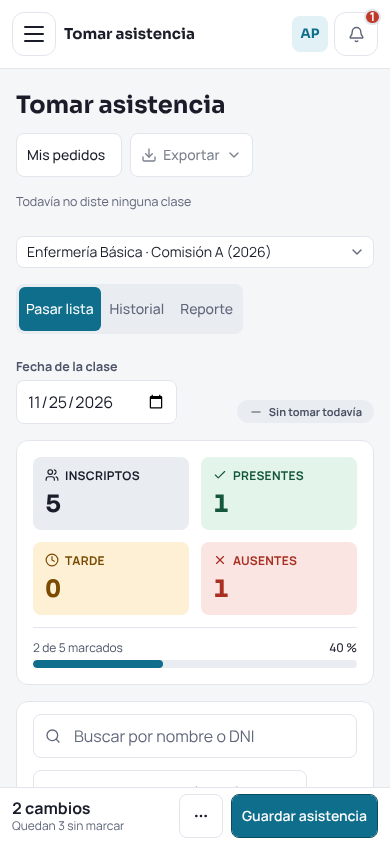 Tomar asistencia
AP
1
Tomar asistencia
Mis pedidos
Exportar
Todavía no diste ninguna clase
Enfermería Básica · Comisión A (2026)
Pasar lista
Historial
Reporte
Fecha de la clase
11/25/2026
Sin tomar todavía
INSCRIPTOS
5
PRESENTES
1
TARDE
0
AUSENTES
1
2 de 5 marcados
40 %
Buscar por nombre o DNI
2 cambios
Quedan 3 sin marcar
Guardar asistencia